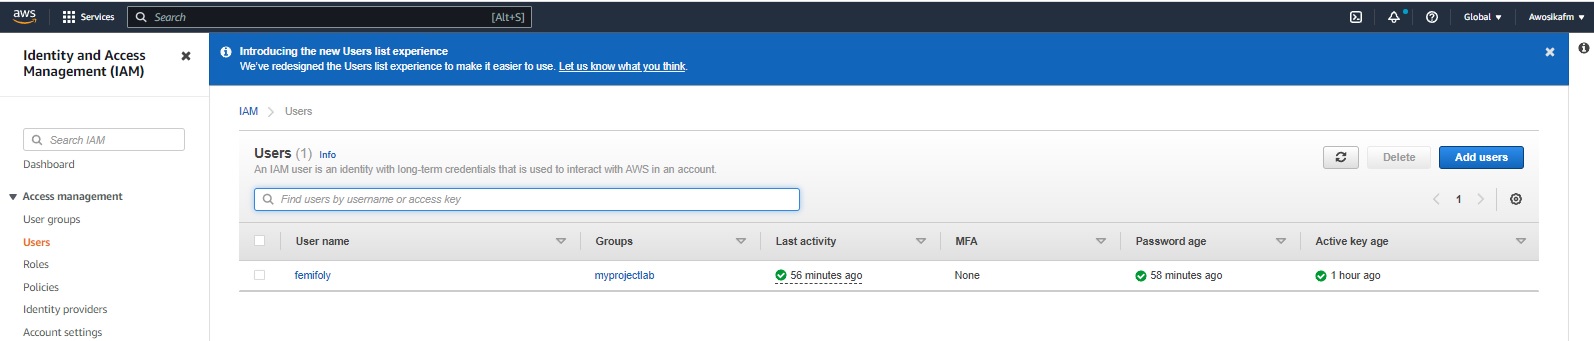 aws Services Search [Alt+S] Global Awosikafm
Identity and Access
Management (IAM)
Search IAM
Dashboard
Access management
User groups
Users
Roles
Policies
Identity providers
Account settings
Introducing the new Users list experience
We've redesigned the Users list experience to make it easier to use. Let us know what you think.
IAM > Users
Users (1) Info
An IAM user is an identity with long-term credentials that is used to interact with AWS in an account.
Delete Add users
Find users by username or access key
1
User name Groups Last activity MFA Password age Active key age
femifoly myprojectlab 56 minutes ago None 58 minutes ago 1 hour ago